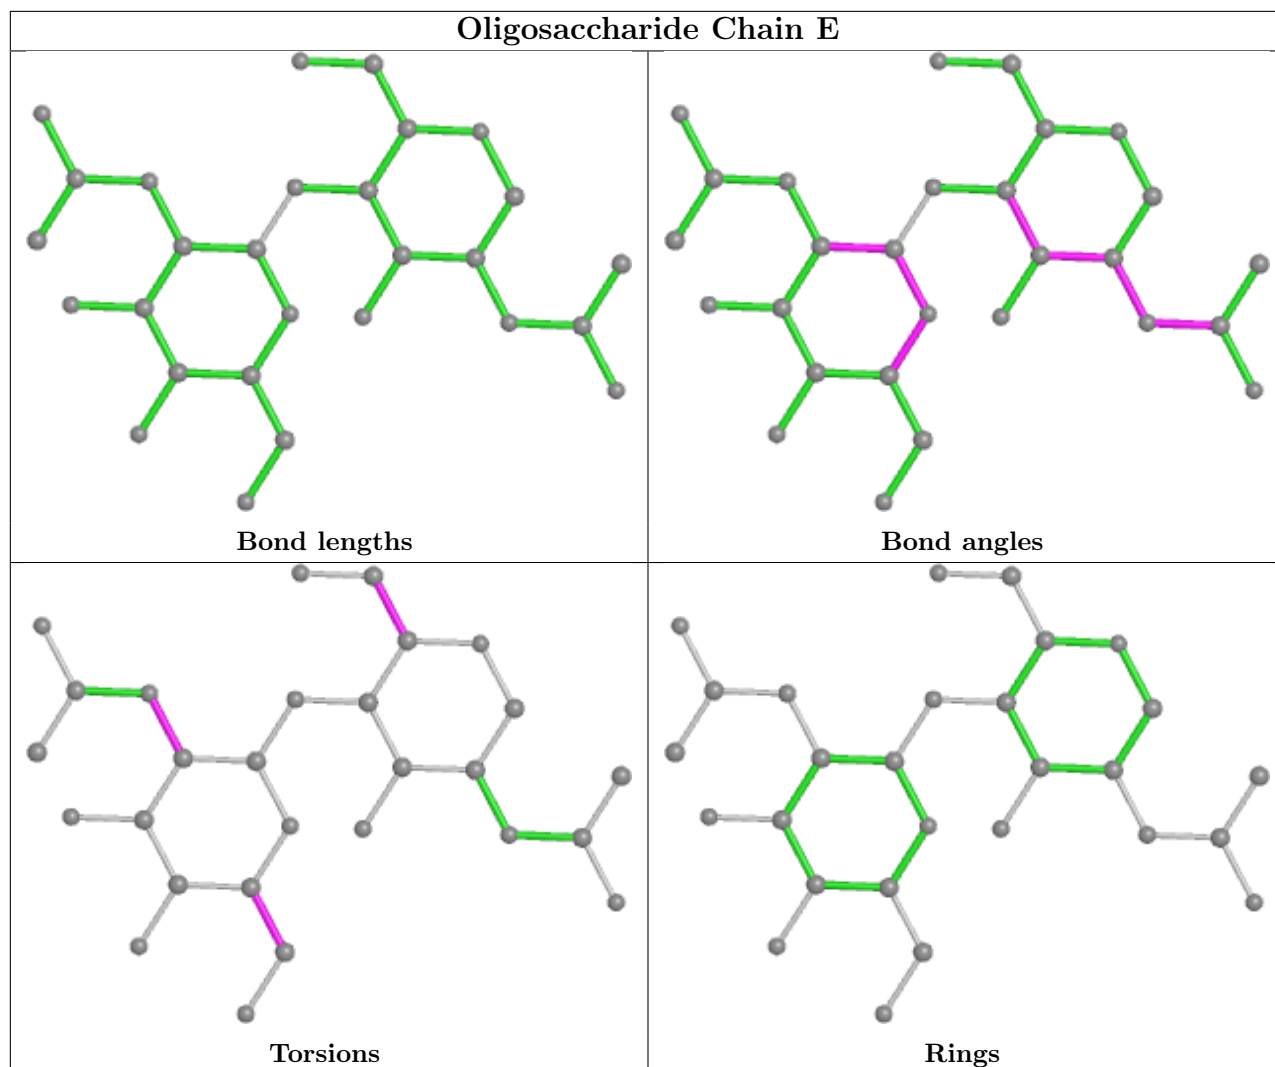 Oligosaccharide Chain E
Bond lengths
Bond angles
Torsions
Rings